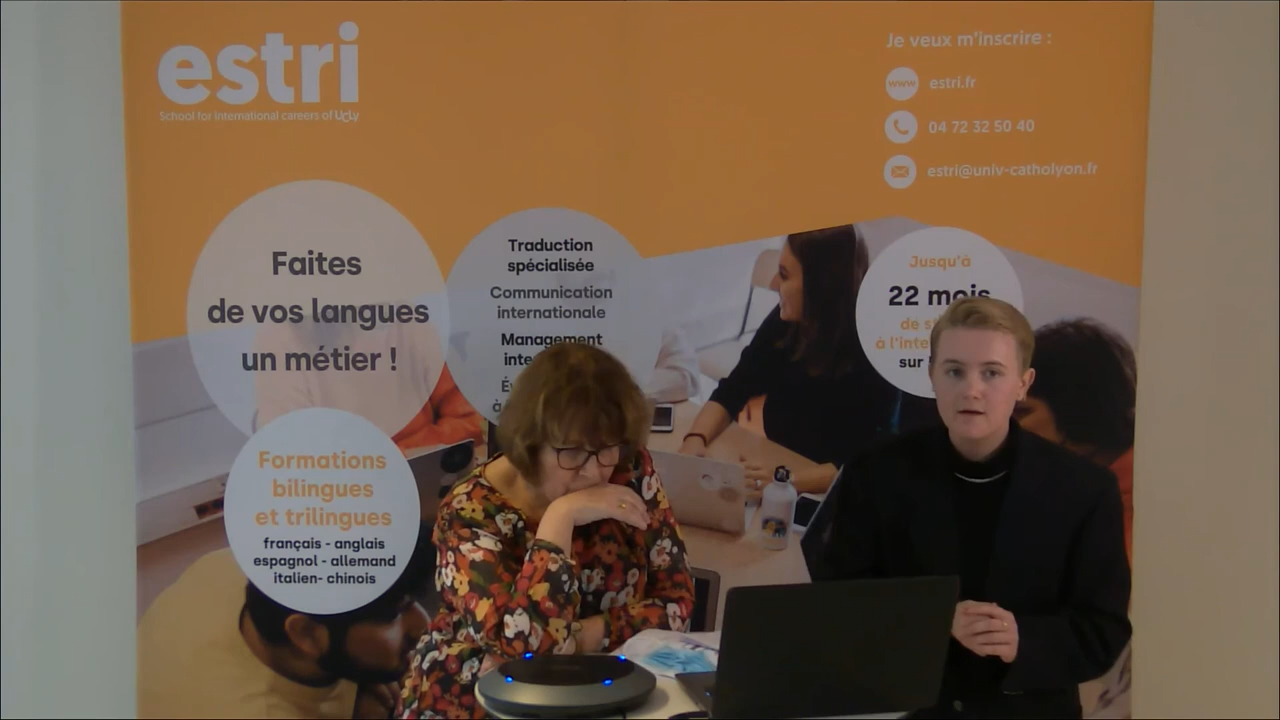 estri
School for international careers of UCLy
Je veux m'inscrire :
www estri.fr
04 72 32 50 40
estri@univ-catholyon.fr
Faites
de vos langues
un métier !
Traduction
spécialisée
Communication
internationale
Management
Jusqu'à
22 mois
de
sur
Formations
bilingues
et trilingues
français - anglais
espagnol - allemand
italien- chinois